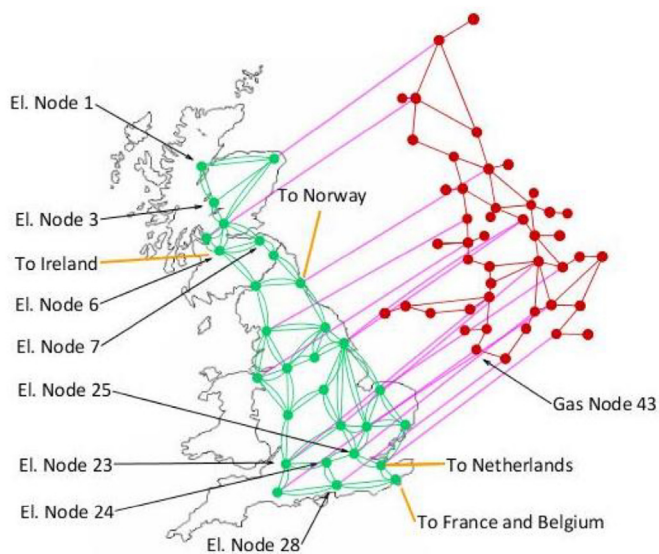 El. Node 1
To Norway
El. Node 3
To Ireland
El. Node 6
El. Node 7
El. Node 25
Gas Node 43
El. Node 23
To Netherlands
El. Node 24
To France and Belgium
El. Node 28